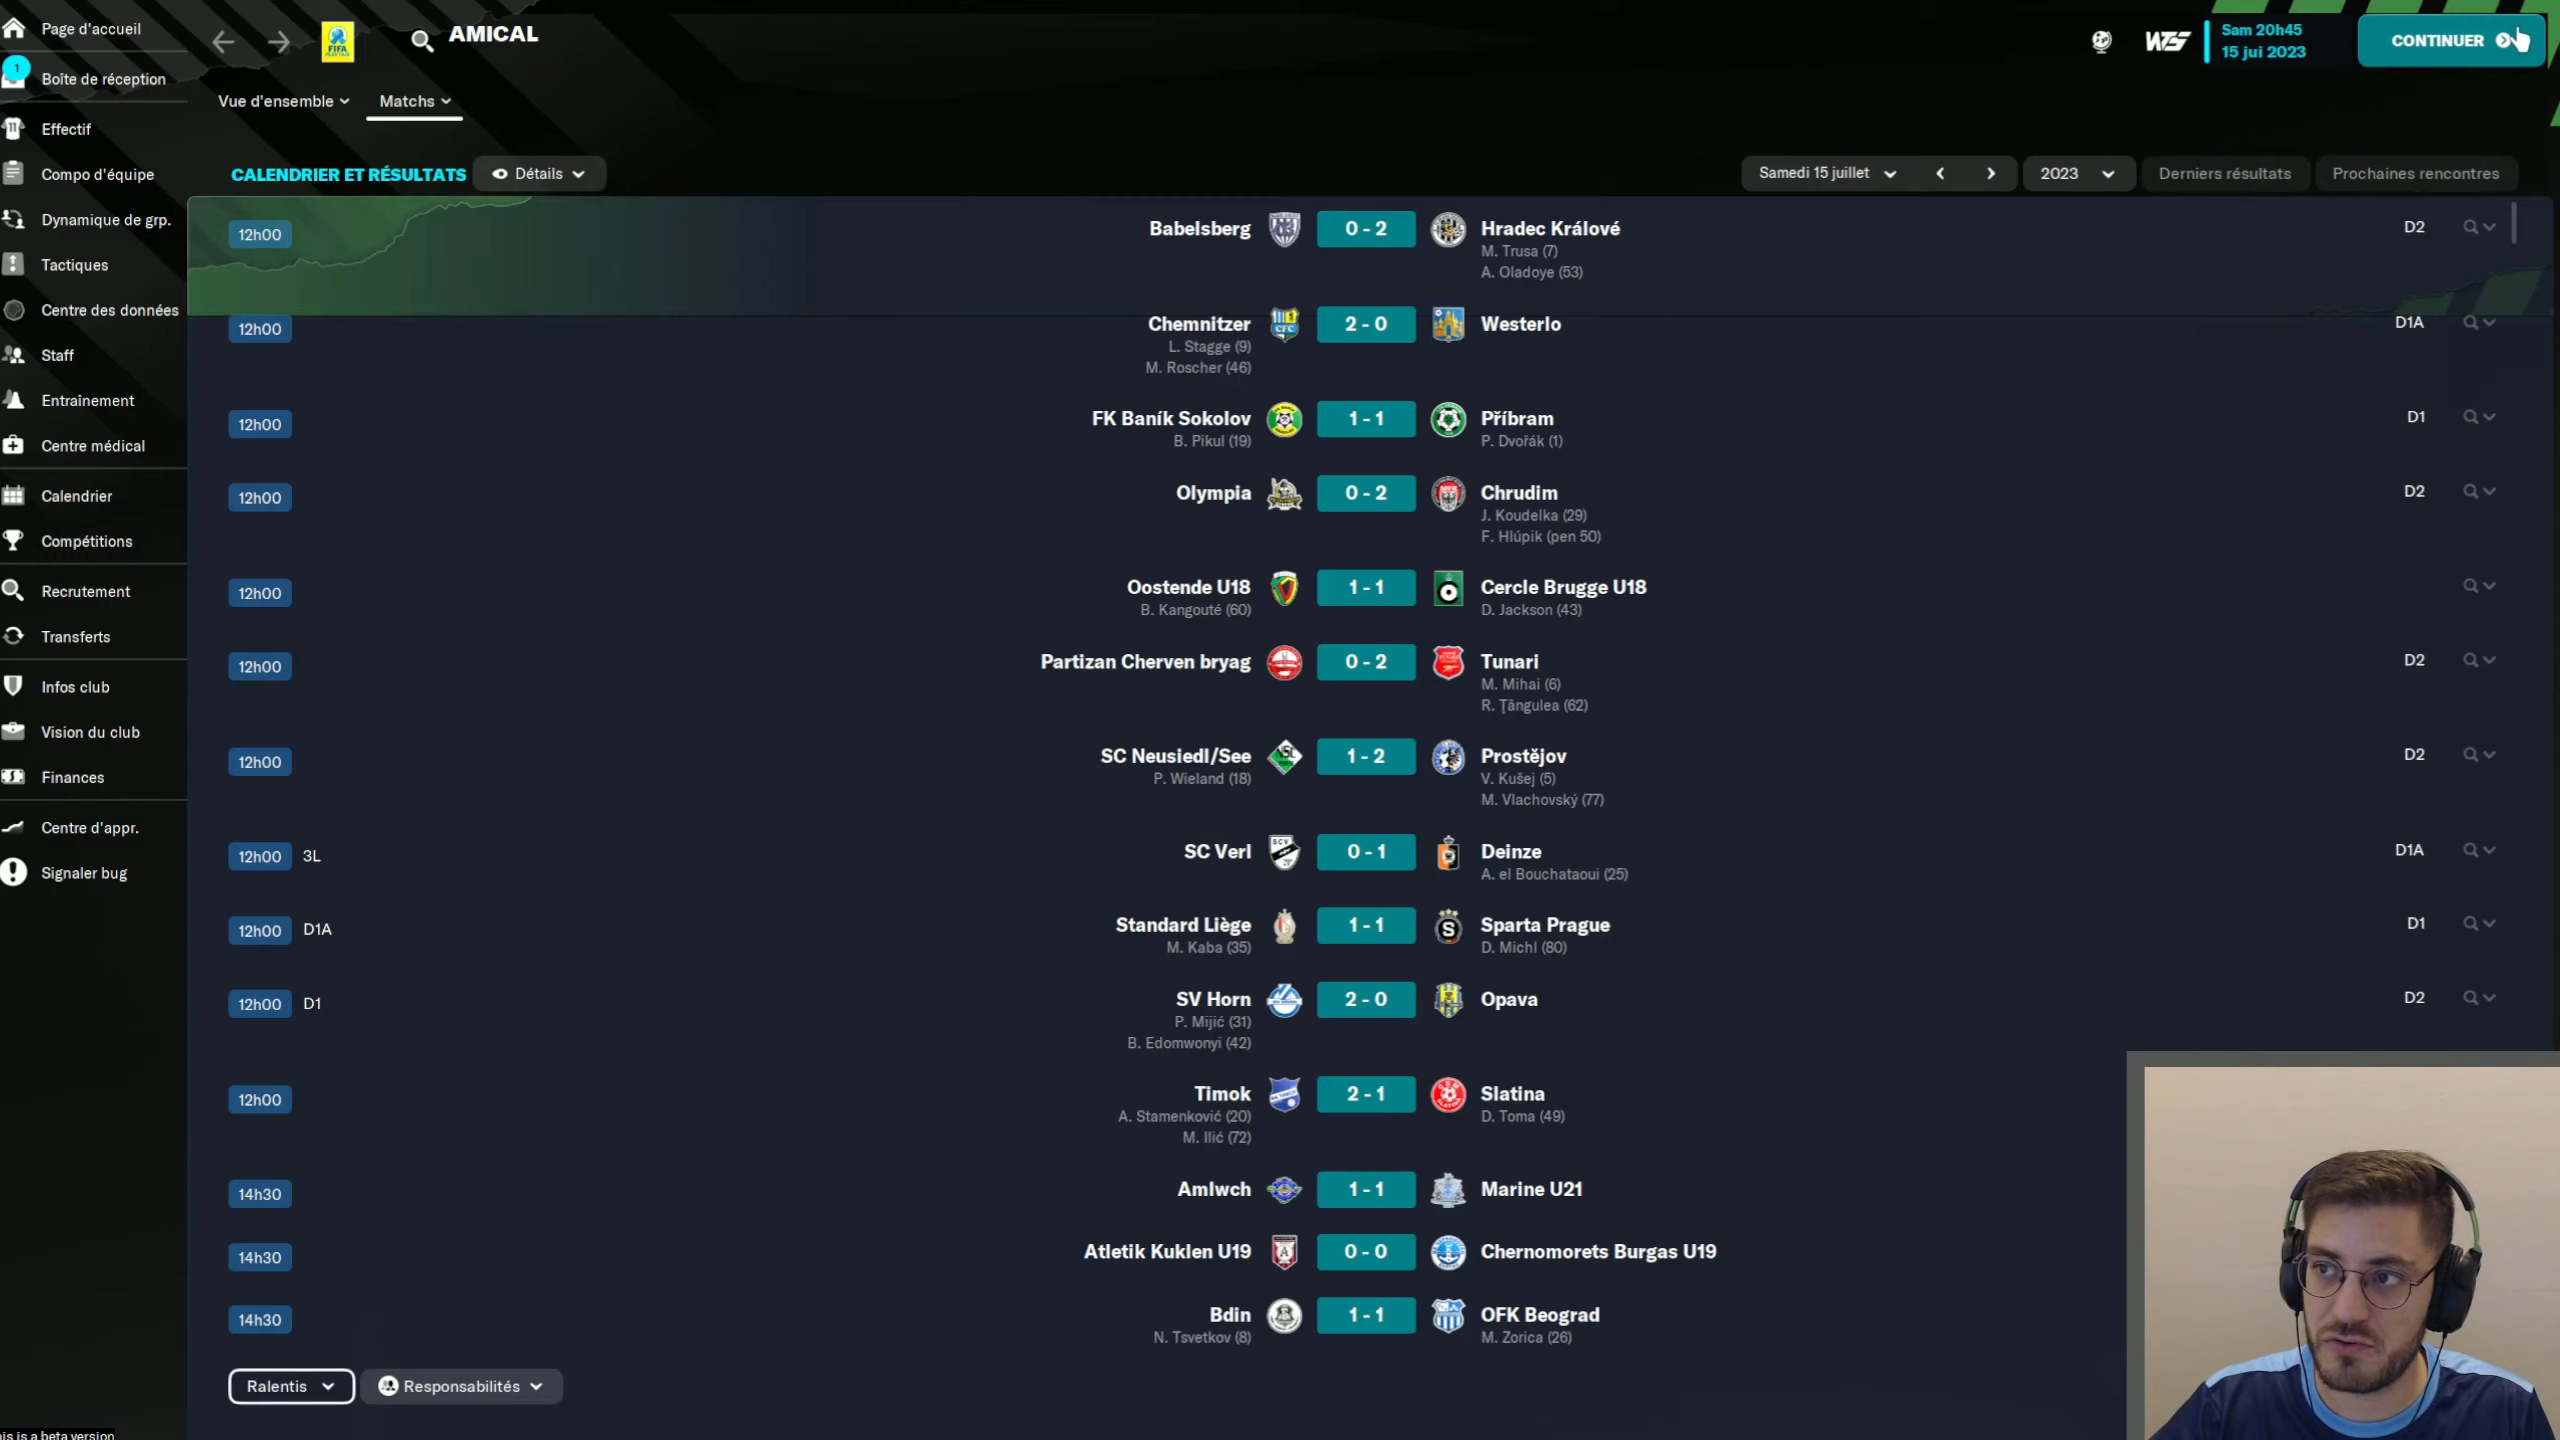 Page d'accueil
Boîte de réception
1
Effectif
Compo d'équipe
Dynamique de grp.
Tactiques
Centre des données
Staff
Entraînement
Centre médical
Calendrier
Compétitions
Recrutement
Transferts
Infos club
Vision du club
Finances
Centre d'appr.
Signaler bug
FIFA
AMICAL
Sam 20h45
15 jui 2023
CONTINUER
Vue d'ensemble
Matchs
CALENDRIER ET RÉSULTATS
Détails
Samedi 15 juillet
2023
Derniers résultats
Prochaines rencontres
12h00 Babelsberg 0 - 2 Hradec Králové D2
M. Trusa (7)
A. Oladoye (53)
12h00 Chemnitzer 2 - 0 Westerlo D1A
L. Stagge (9)
M. Roscher (46)
12h00 FK Baník Sokolov 1 - 1 Příbram D1
B. Pikul (19) P. Dvořák (1)
12h00 Olympia 0 - 2 Chrudim D2
J. Koudelka (29)
F. Hlúpik (pen 50)
12h00 Oostende U18 1 - 1 Cercle Brugge U18
B. Kangouté (60) D. Jackson (43)
12h00 Partizan Cherven bryag 0 - 2 Tunari D2
M. Mihai (6)
R. Ţângulea (62)
12h00 SC Neusiedl/See 1 - 2 Prostějov D2
P. Wieland (18) V. Kušej (5)
M. Vlachovský (77)
12h00 3L SC Verl 0 - 1 Deinze D1A
A. el Bouchataoui (25)
12h00 D1A Standard Liège 1 - 1 Sparta Prague D1
M. Kaba (35) D. Michl (80)
12h00 D1 SV Horn 2 - 0 Opava D2
P. Mijić (31)
B. Edomwonyi (42)
12h00 Timok 2 - 1 Slatina
A. Stamenković (20) D. Toma (49)
M. Ilić (72)
14h30 Amlwch 1 - 1 Marine U21
14h30 Atletik Kuklen U19 0 - 0 Chernomorets Burgas U19
14h30 Bdin 1 - 1 OFK Beograd
N. Tsvetkov (8) M. Zorica (26)
Ralentis
Responsabilités
is is a beta version